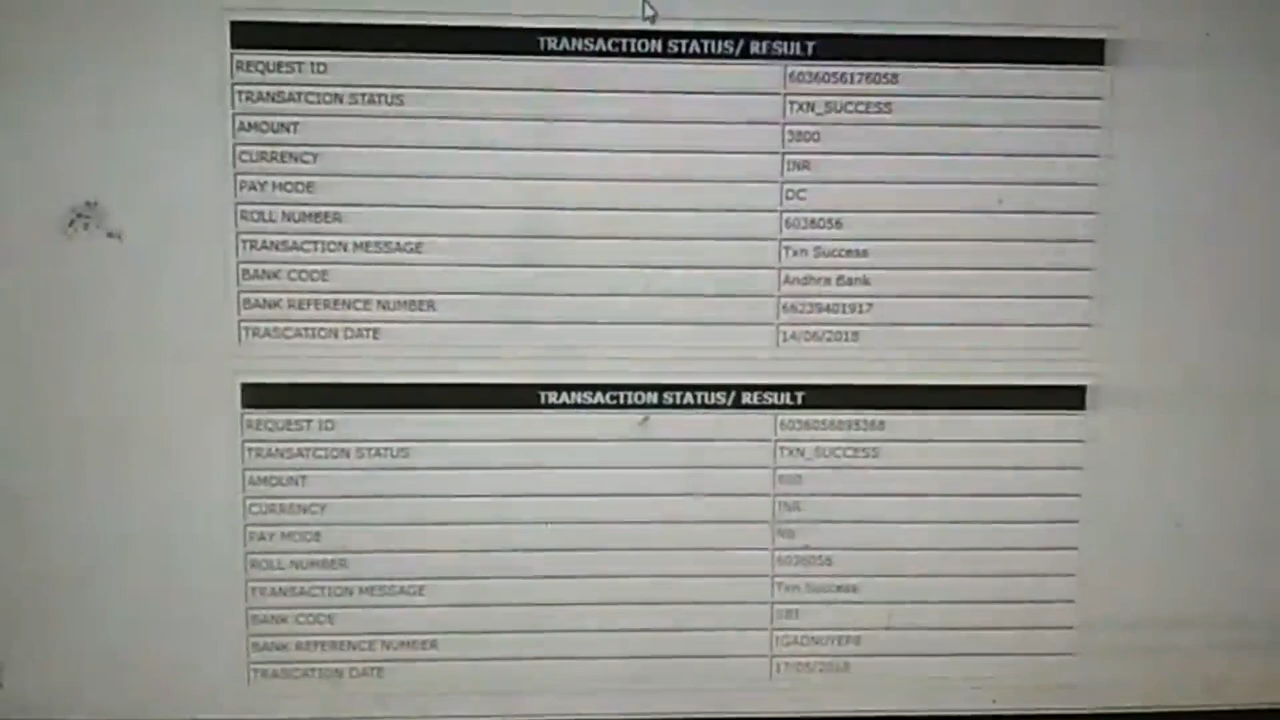 TRANSACTION STATUS/ RESULT
REQUEST ID 6036056176058
TRANSATCION STATUS TXN_SUCCESS
AMOUNT 3800
CURRENCY INR
PAY MODE DC
ROLL NUMBER 6036056
TRANSACTION MESSAGE Txn Success
BANK CODE Andhra Bank
BANK REFERENCE NUMBER 66239401917
TRASCATION DATE 14/06/2018
TRANSACTION STATUS/ RESULT
REQUEST ID
TRANSATCION STATUS TXN_SUCCESS
AMOUNT
CURRENCY INR
PAY MODE
ROLL NUMBER 6036056
TRANSACTION MESSAGE Txn Success
BANK CODE SBI
BANK REFERENCE NUMBER
TRASCATION DATE